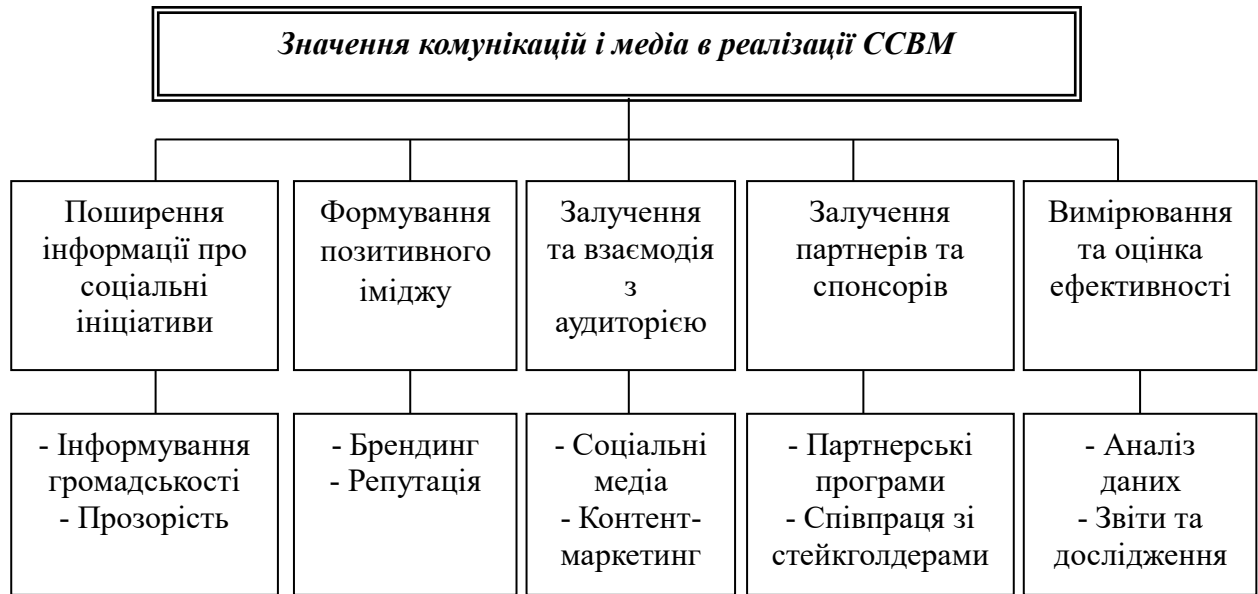 Значення комунікацій і медіа в реалізації ССВМ
Поширення
інформації про
соціальні
ініціативи
Формування
позитивного
іміджу
Залучення
та взаємодія
з
аудиторією
Залучення
партнерів та
спонсорів
Вимірювання
та оцінка
ефективності
- Інформування
громадськості
- Прозорість
- Брендинг
- Репутація
- Соціальні
медіа
- Контент-
маркетинг
- Партнерські
програми
- Співпраця зі
стейкголдерами
- Аналіз
даних
- Звіти та
дослідження